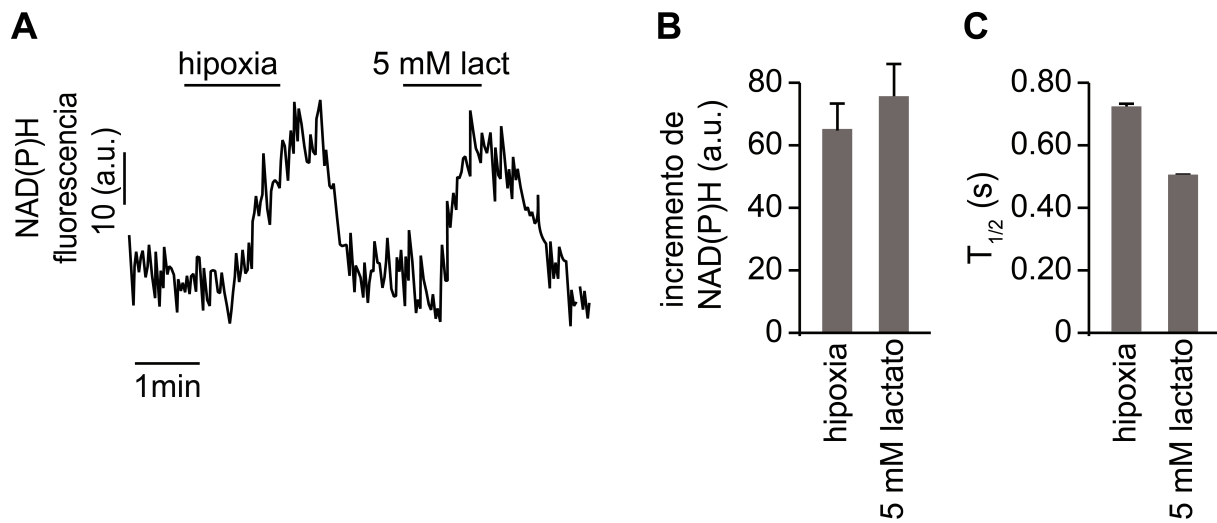 A
hipoxia
5 mM lact
NAD(P)H
fluorescencia
10 (a.u.)
1min
B
incremento de
NAD(P)H (a.u.)
80
60
40
20
0
hipoxia
5 mM lactato
C
T1/2 (s)
0.80
0.60
0.40
0.20
0
hipoxia
5 mM lactato